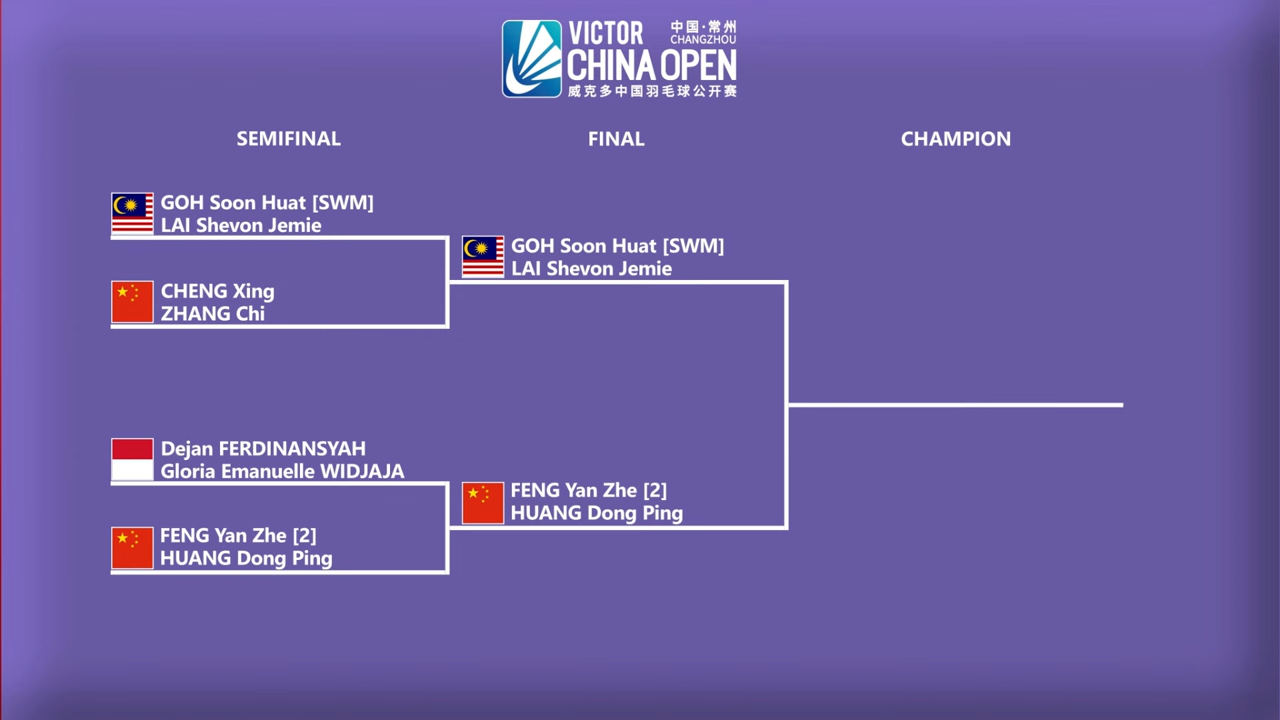 VICTOR
中国·常州
CHANGZHOU
CHINA OPEN
威克多中国羽毛球公开赛
SEMIFINAL
FINAL
CHAMPION
GOH Soon Huat [SWM]
LAI Shevon Jemie
CHENG Xing
ZHANG Chi
Dejan FERDINANSYAH
Gloria Emanuelle WIDJAJA
FENG Yan Zhe [2]
HUANG Dong Ping
GOH Soon Huat [SWM]
LAI Shevon Jemie
FENG Yan Zhe [2]
HUANG Dong Ping